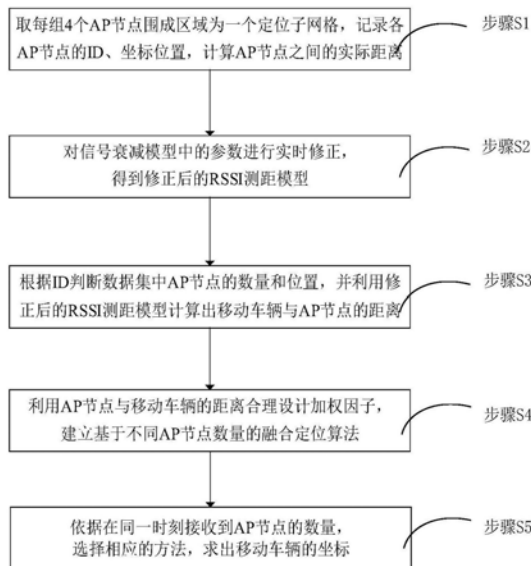 取每组4个AP节点围成区域为一个定位子网格，记录各
AP节点的ID、坐标位置，计算AP节点之间的实际距离
步骤S1
对信号衰减模型中的参数进行实时修正，
得到修正后的RSSI测距模型
步骤S2
根据ID判断数据集中AP节点的数量和位置，并利用修
正后的RSSI测距模型计算出移动车辆与AP节点的距离
步骤S3
利用AP节点与移动车辆的距离合理设计加权因子，
建立基于不同AP节点数量的融合定位算法
步骤S4
依据在同一时刻接收到AP节点的数量，
选择相应的方法，求出移动车辆的坐标
步骤S5